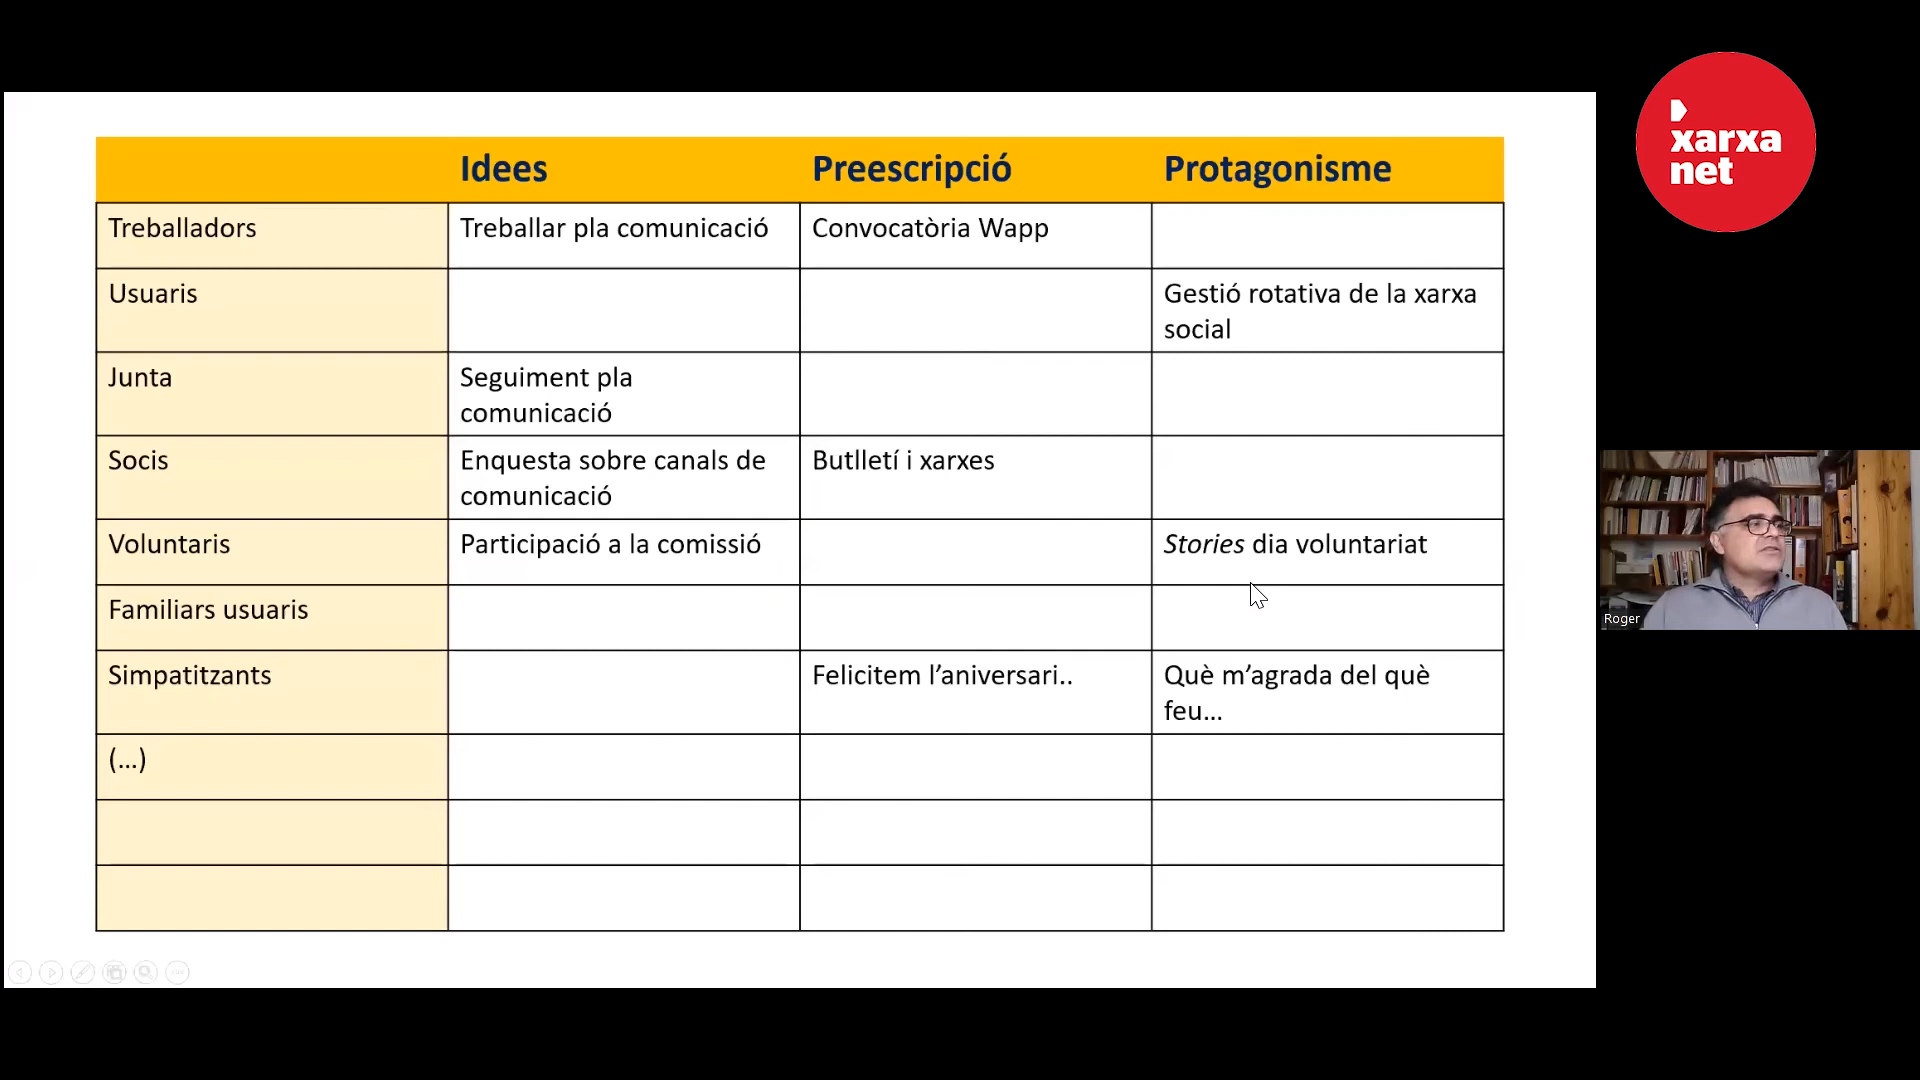 Idees Preescripció Protagonisme
Treballadors Treballar pla comunicació Convocatòria Wapp
Usuaris Gestió rotativa de la xarxa
social
Junta Seguiment pla
comunicació
Socis Enquesta sobre canals de Butlletí i xarxes
comunicació
Voluntaris Participació a la comissió Stories dia voluntariat
Familiars usuaris
Simpatitzants Felicitem l’aniversari.. Què m’agrada del què
feu...
(...)
xarxa
net
Roger